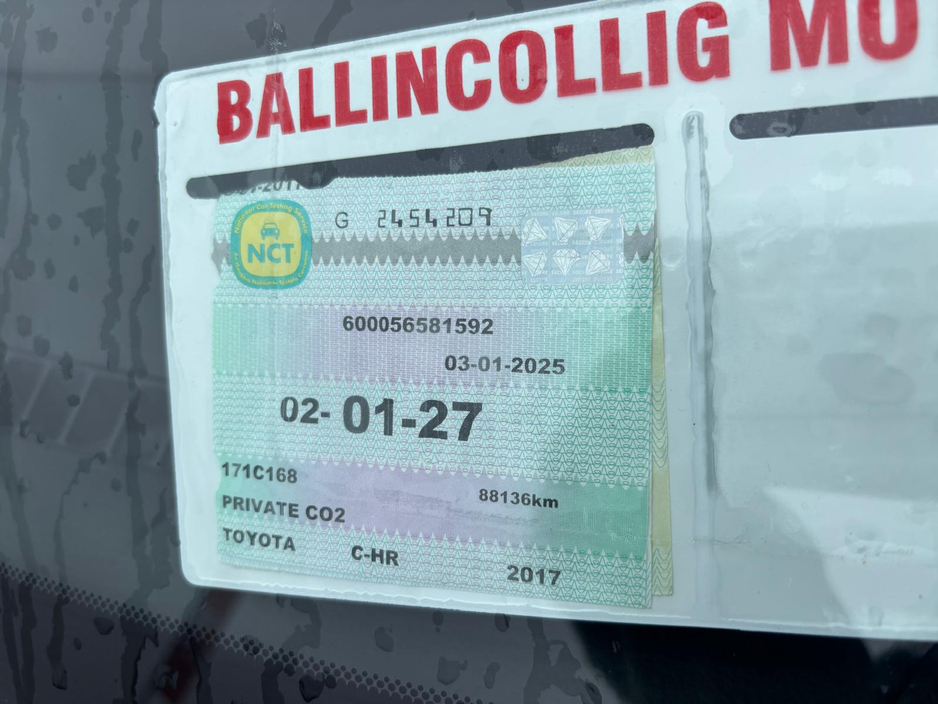 BALLINCOLLIG MO
G 2454209
NCT
600056581592
03-01-2025
02-01-27
171C168
88136km
PRIVATE CO2
TOYOTA C-HR
2017